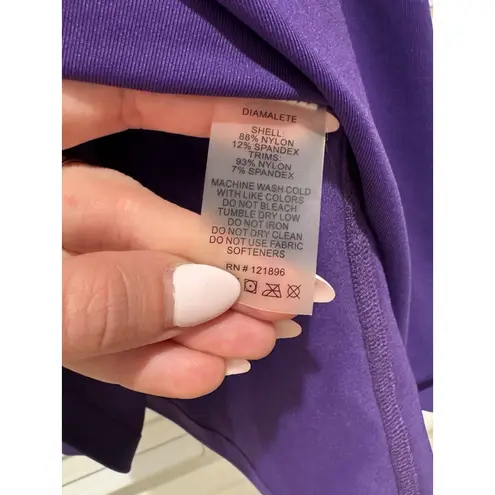 DIAMALETE
SHELL:
88% NYLON
12% SPANDEX
TRIMS:
93% NYLON
7% SPANDEX
MACHINE WASH COLD
WITH LIKE COLORS
DO NOT BLEACH
TUMBLE DRY LOW
DO NOT IRON
DO NOT DRY CLEAN
DO NOT USE FABRIC
SOFTENERS
RN # 121896